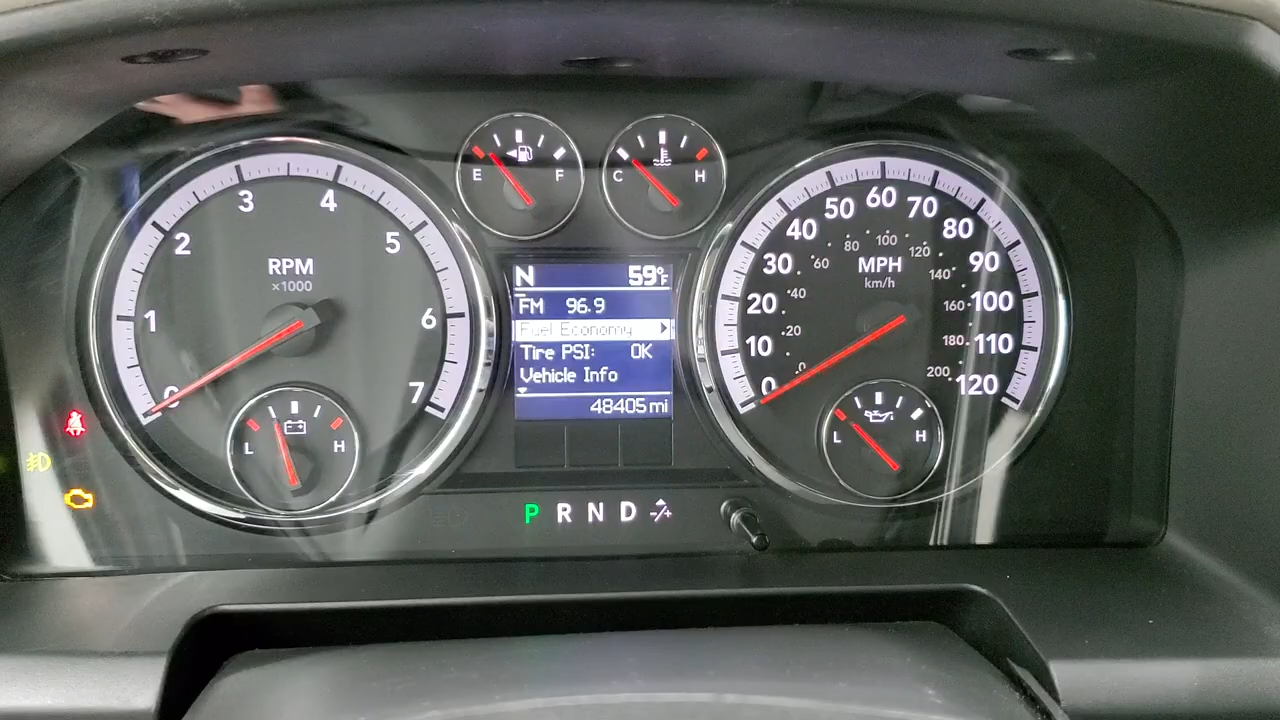 E F
C H
3 4
2 5
RPM
x1000
1 6
0 7
L H
N 59°F
FM 96.9
Fuel Economy
Tire PSI: OK
Vehicle Info
48405 mi
0 10 20 30 40 50 60 70 80 90 100 110 120
MPH
km/h
0 ·20 ·40 ·60 80 100 120 140 160 180 200
L H
P R N D -/+